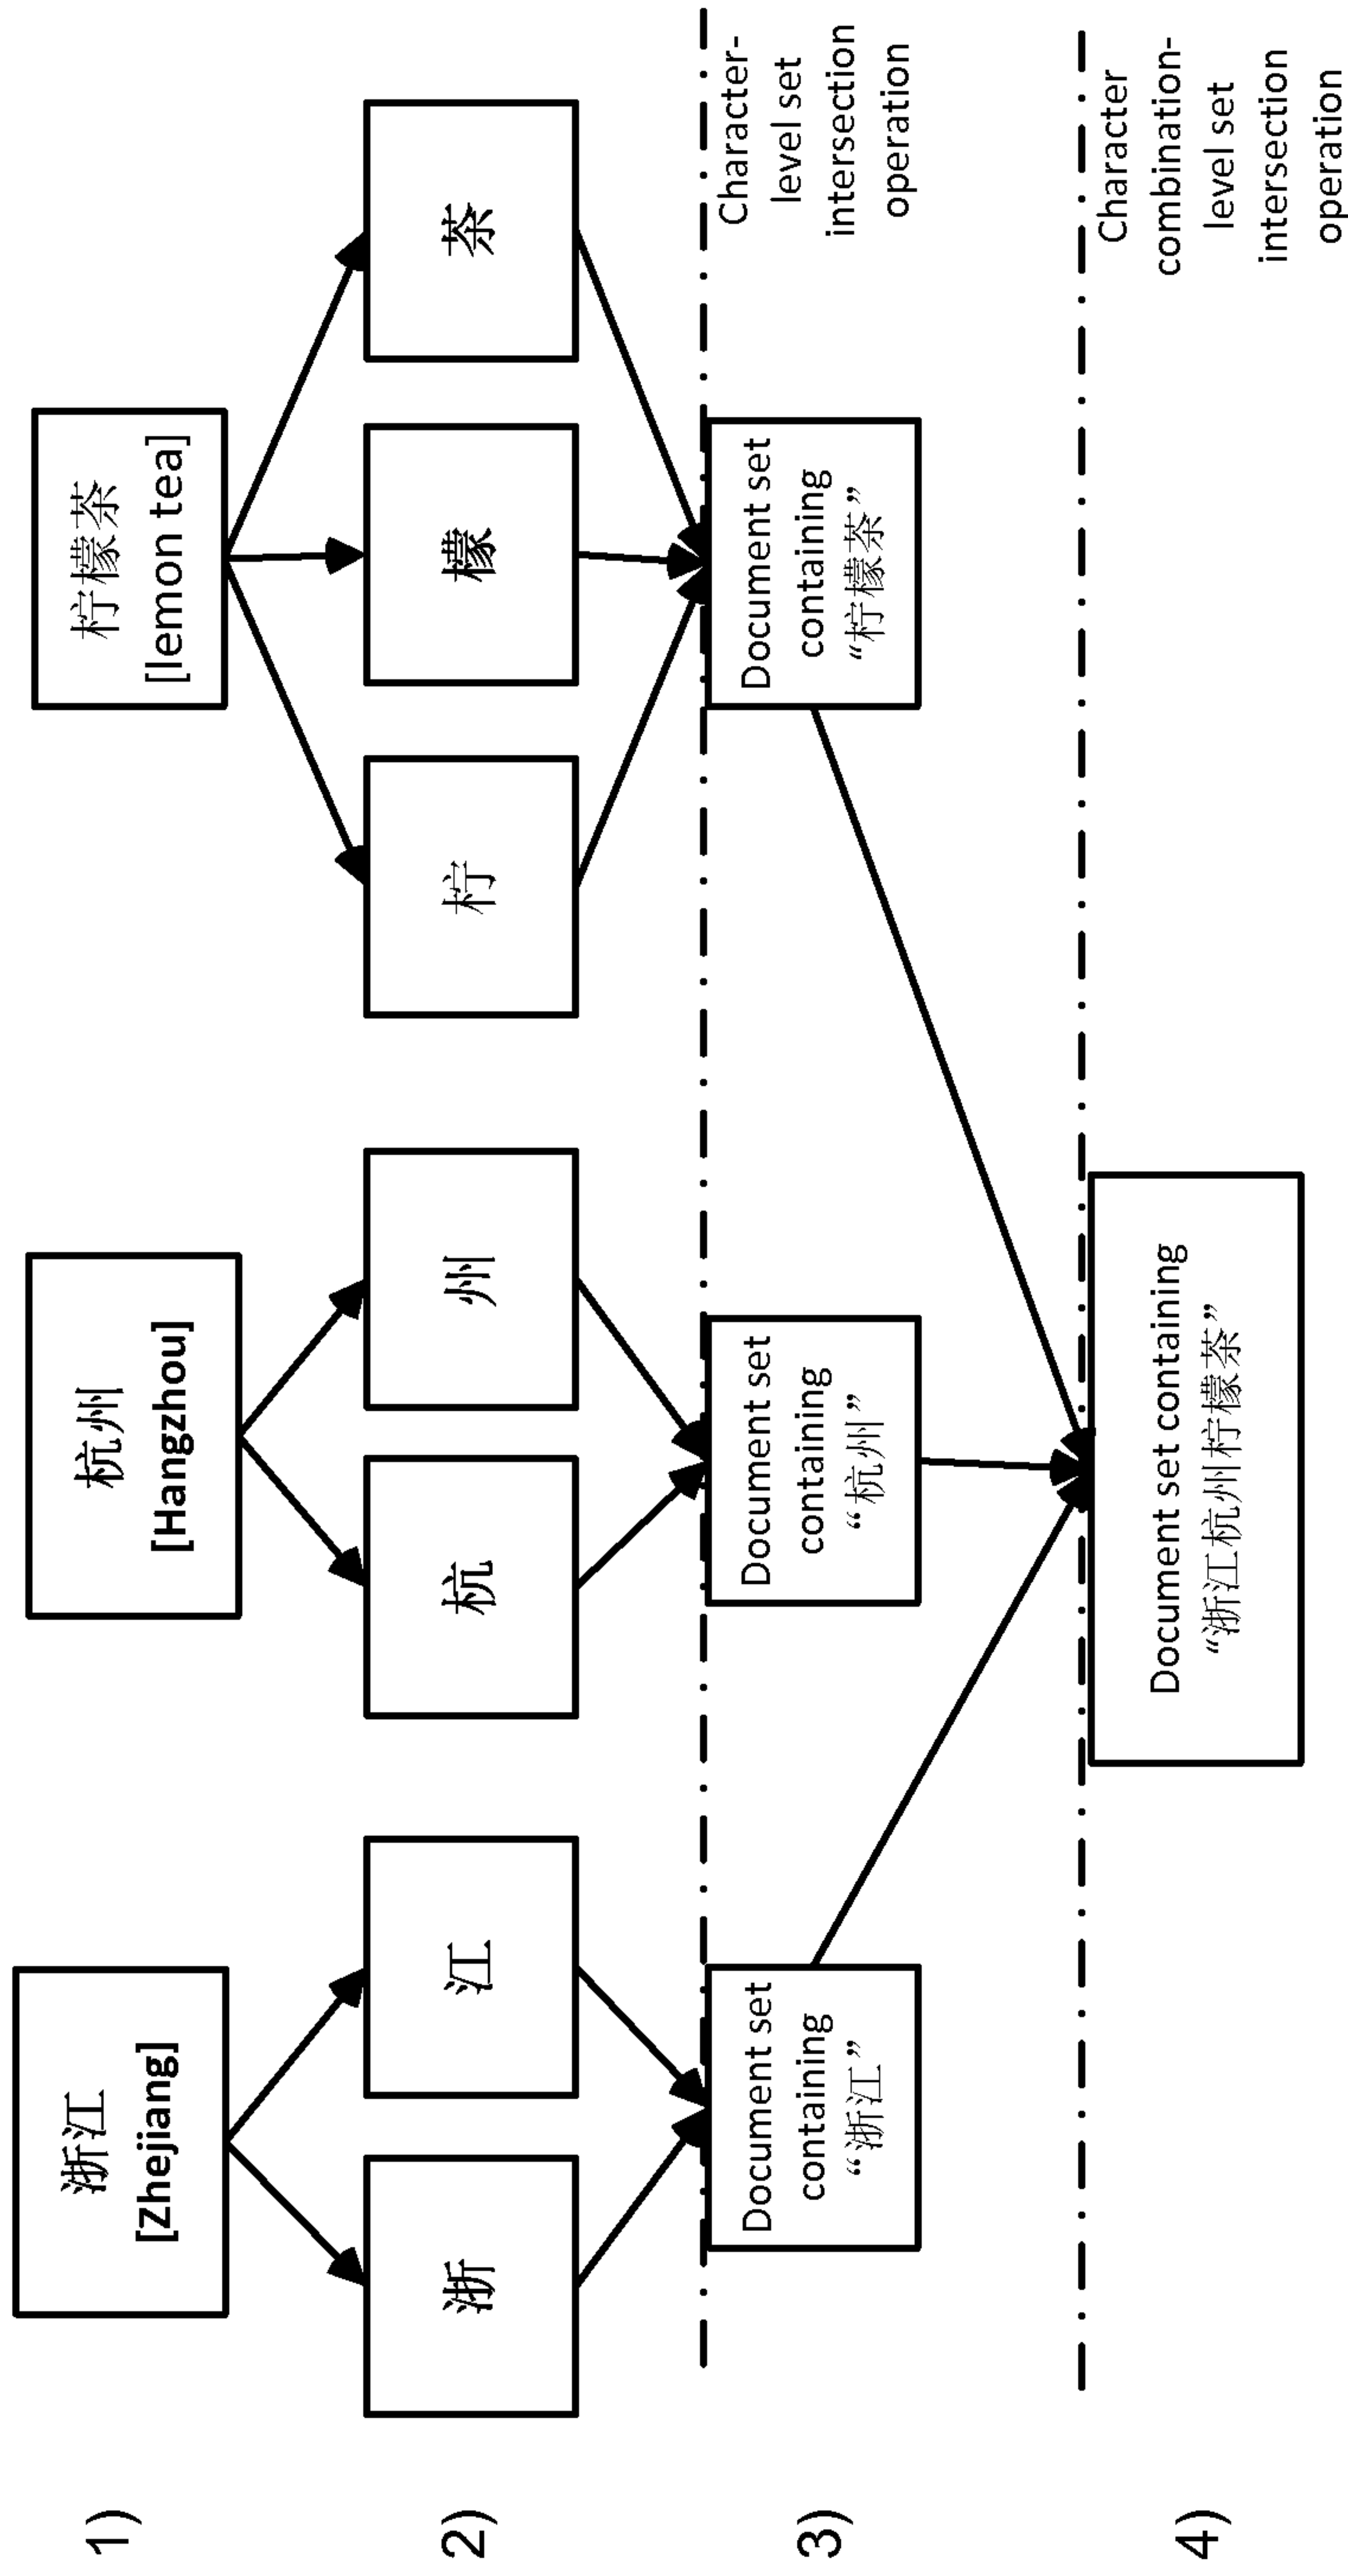 1)
浙江
[Zhejiang]
杭州
[Hangzhou]
柠檬茶
[lemon tea]
2)
浙
江
杭
州
柠
檬
茶
3)
Document set
containing
“浙江”
Document set
containing
“杭州”
Document set
containing
“柠檬茶”
Character-
level set
intersection
operation
4)
Document set containing
“浙江杭州柠檬茶”
Character
combination-
level set
intersection
operation